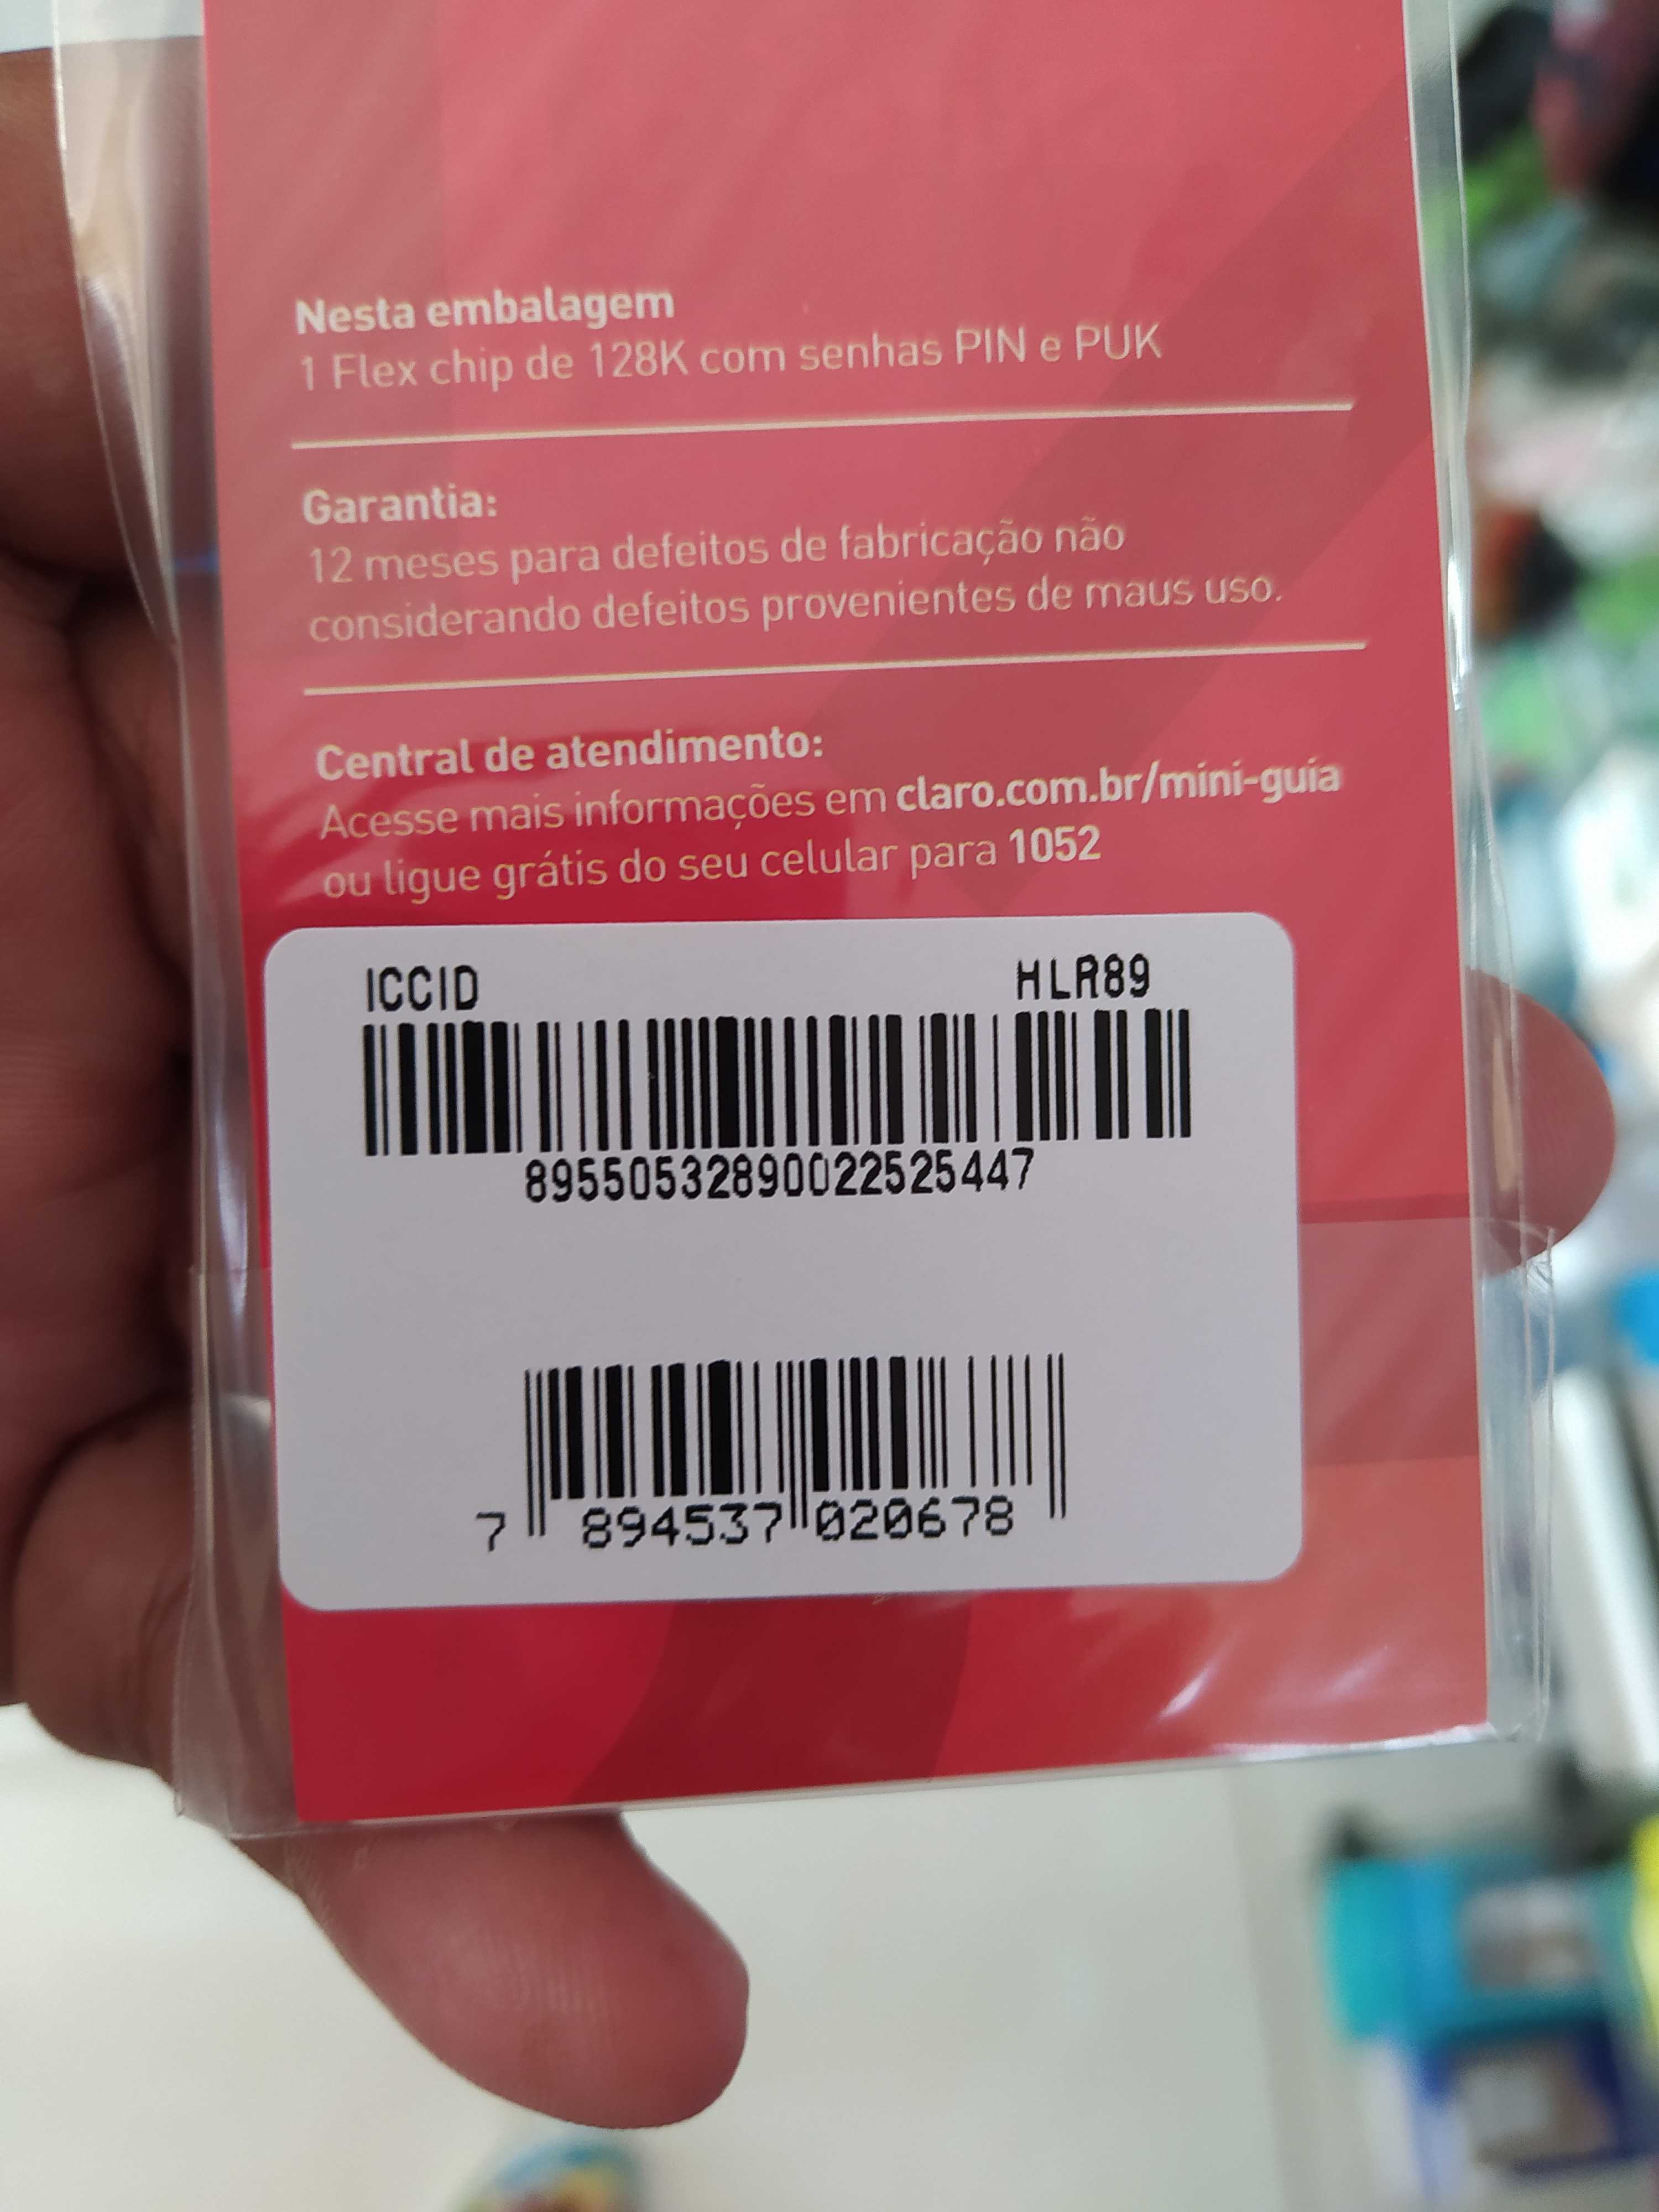 Nesta embalagem
1 Flex chip de 128K com senhas PIN e PUK
Garantia:
12 meses para defeitos de fabricação não
considerando defeitos provenientes de maus uso.
Central de atendimento:
Acesse mais informações em claro.com.br/mini-guia
ou ligue grátis do seu celular para 1052
ICCID HLR89
89550532890022525447
7 894537 020678